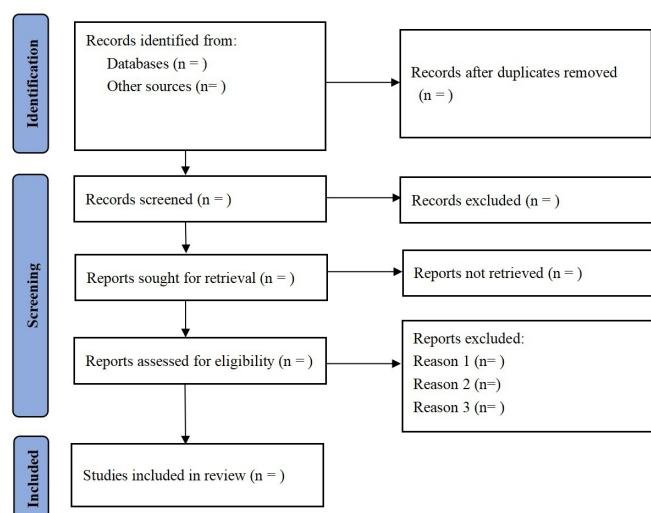 Identification
Records identified from:
Databases (n = )
Other sources (n= )
Records after duplicates removed
(n = )
Screening
Records screened (n = )
Records excluded (n = )
Reports sought for retrieval (n = )
Reports not retrieved (n = )
Reports assessed for eligibility (n = )
Reports excluded:
Reason 1 (n= )
Reason 2 (n=)
Reason 3 (n= )
Included
Studies included in review (n = )